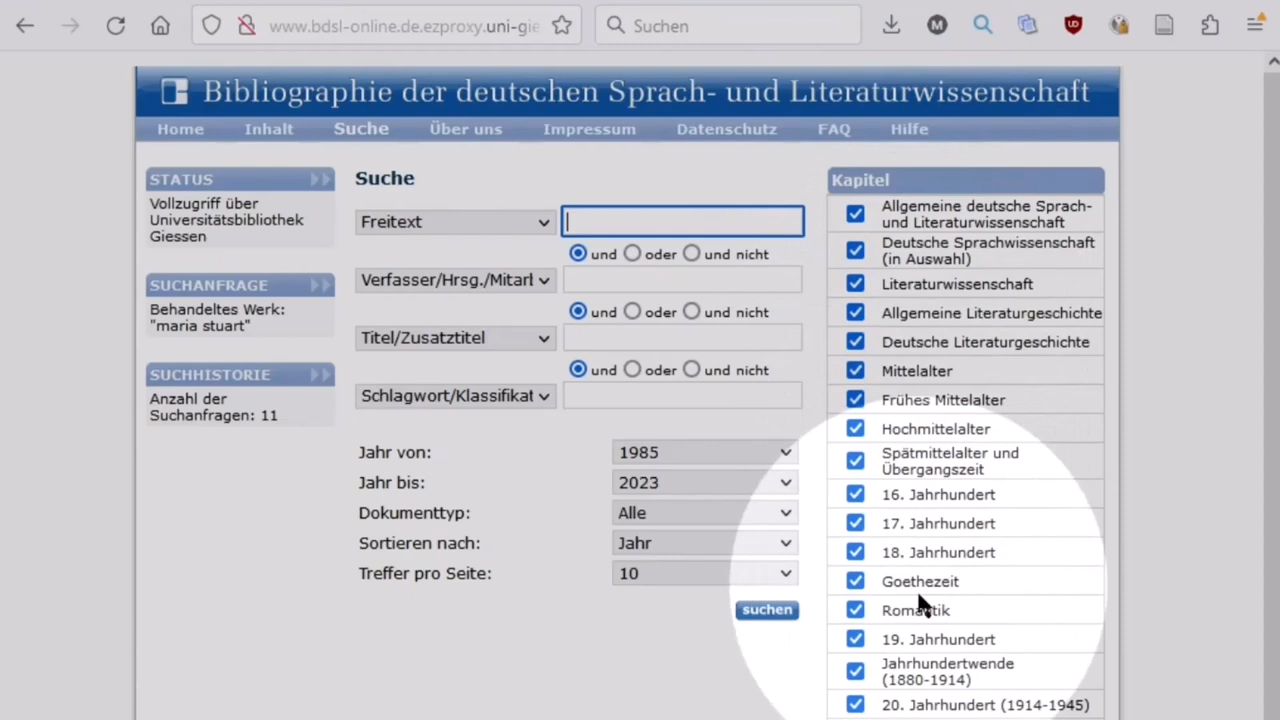 www.bdsl-online.de.ezproxy.uni-gie
Suchen
Bibliographie der deutschen Sprach- und Literaturwissenschaft
Home
Inhalt
Suche
Über uns
Impressum
Datenschutz
FAQ
Hilfe
STATUS
Vollzugriff über
Universitätsbibliothek
Giessen
SUCHANFRAGE
Behandeltes Werk:
"maria stuart"
SUCHHISTORIE
Anzahl der
Suchanfragen: 11
Suche
Freitext
und oder und nicht
Verfasser/Hrsg./Mitarl
und oder und nicht
Titel/Zusatztitel
und oder und nicht
Schlagwort/Klassifikat
Jahr von: 1985
Jahr bis: 2023
Dokumenttyp: Alle
Sortieren nach: Jahr
Treffer pro Seite: 10
suchen
Kapitel
Allgemeine deutsche Sprach-
und Literaturwissenschaft
Deutsche Sprachwissenschaft
(in Auswahl)
Literaturwissenschaft
Allgemeine Literaturgeschichte
Deutsche Literaturgeschichte
Mittelalter
Frühes Mittelalter
Hochmittelalter
Spätmittelalter und
Übergangszeit
16. Jahrhundert
17. Jahrhundert
18. Jahrhundert
Goethezeit
Romantik
19. Jahrhundert
Jahrhundertwende
(1880-1914)
20. Jahrhundert (1914-1945)